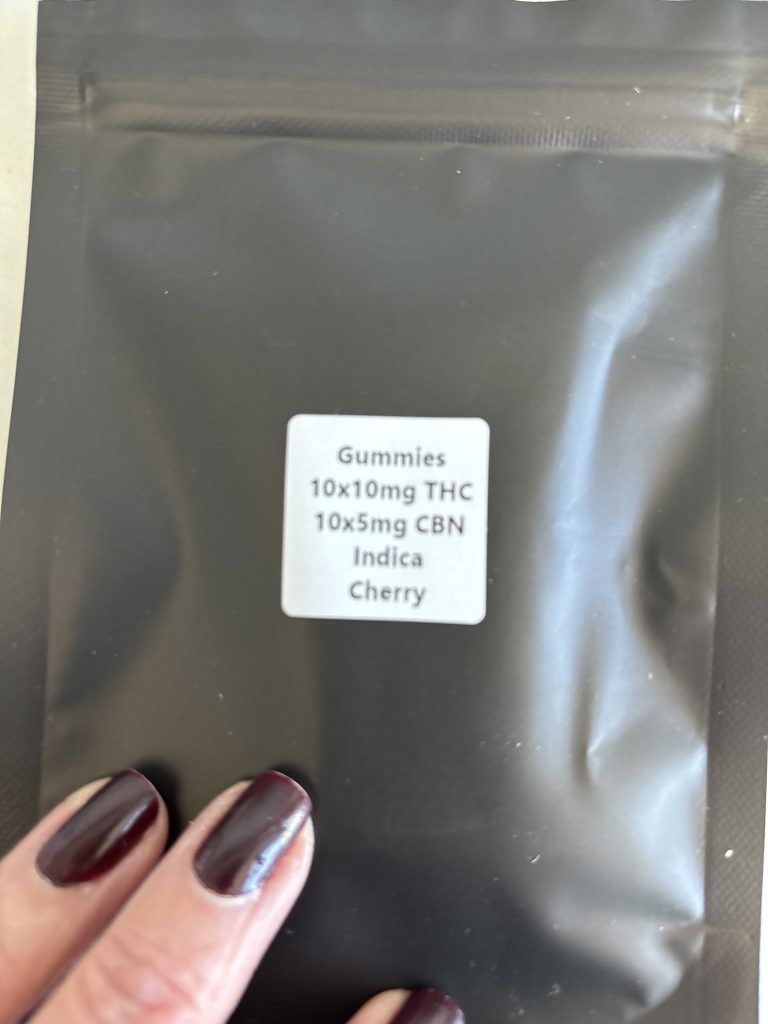 Gummies
10x10mg THC
10x5mg CBN
Indica
Cherry